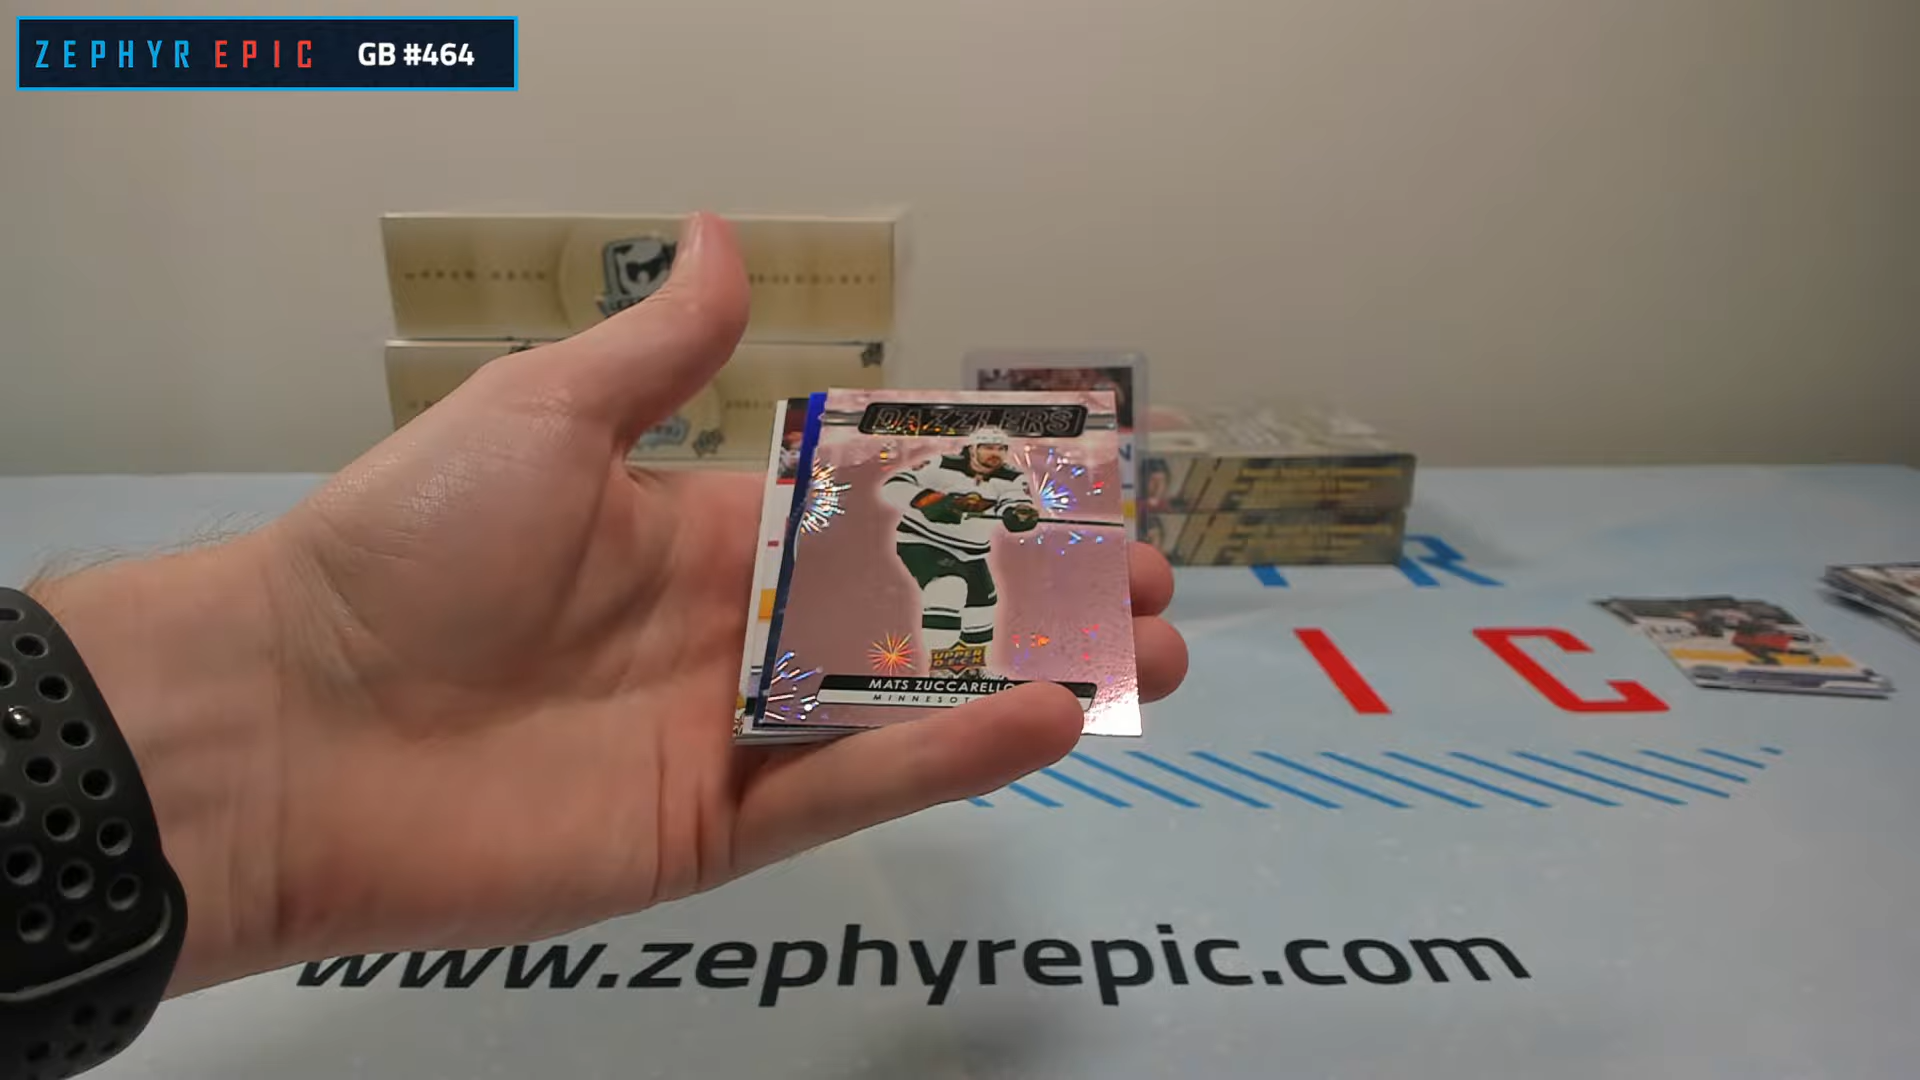 ZEPHYR EPIC GB #464
DAZZLERS
UPPER
DECK
MATS ZUCCARELLO
I C
www.zephyrepic.com